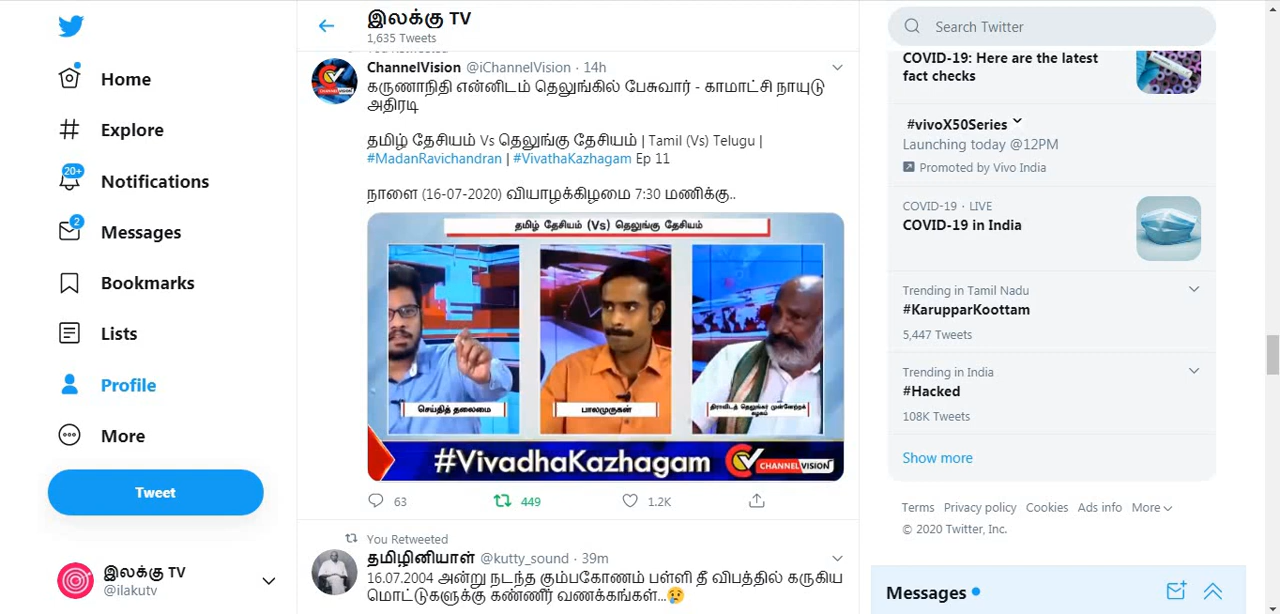 Home
Explore
20+
Notifications
2
Messages
Bookmarks
Lists
Profile
More
Tweet
இலக்கு TV
@ilakutv
இலக்கு TV
1,635 Tweets
ChannelVision @iChannelVision · 14h
கருணாநிதி என்னிடம் தெலுங்கில் பேசுவார் - காமாட்சி நாயுடு
அதிரடி
தமிழ் தேசியம் Vs தெலுங்கு தேசியம் | Tamil (Vs) Telugu |
#MadanRavichandran | #VivathaKazhagam Ep 11
நாளை (16-07-2020) வியாழக்கிழமை 7:30 மணிக்கு..
தமிழ் தேசியம் (Vs) தெலுங்கு தேசியம்
செய்தித் தலைமை
பாலமுருகன்
திராவிடத் தெலுங்கர் முன்னேற்றக்
கழகம்
#VivadhaKazhagam
CHANNEL VISION
63
449
1.2K
You Retweeted
தமிழினியாள் @kutty_sound · 39m
16.07.2004 அன்று நடந்த கும்பகோணம் பள்ளி தீ விபத்தில் கருகிய
மொட்டுகளுக்கு கண்ணீர் வணக்கங்கள்...😢
Search Twitter
COVID-19: Here are the latest
fact checks
#vivoX50Series
Launching today @12PM
Promoted by Vivo India
COVID-19 · LIVE
COVID-19 in India
Trending in Tamil Nadu
#KarupparKoottam
5,447 Tweets
Trending in India
#Hacked
108K Tweets
Show more
Terms Privacy policy Cookies Ads info More
© 2020 Twitter, Inc.
Messages